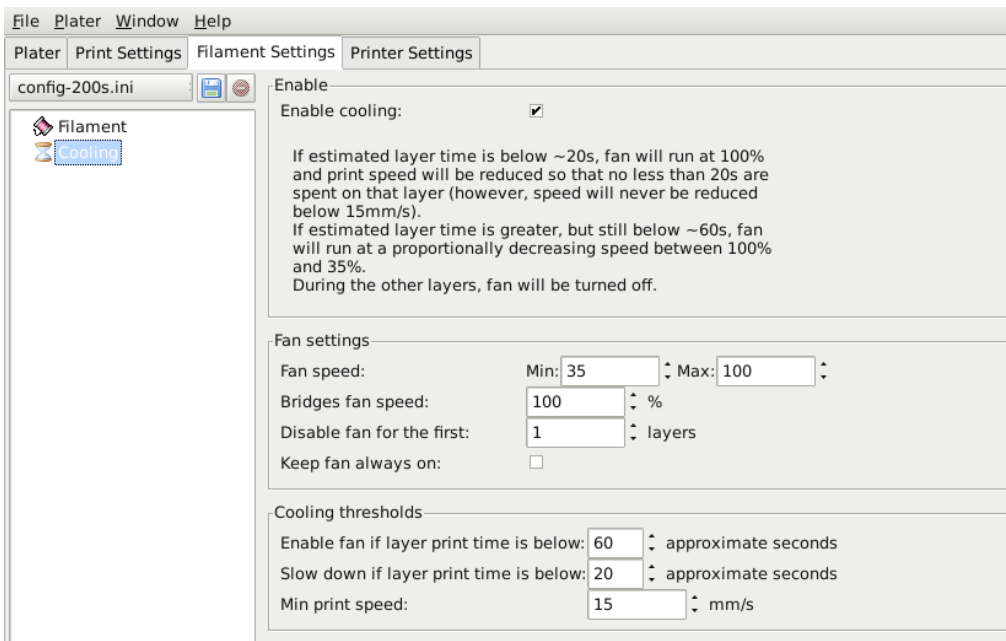 File Plater Window Help
Plater Print Settings Filament Settings Printer Settings
config-200s.ini
Filament
Cooling
Enable
Enable cooling:
If estimated layer time is below ~20s, fan will run at 100%
and print speed will be reduced so that no less than 20s are
spent on that layer (however, speed will never be reduced
below 15mm/s).
If estimated layer time is greater, but still below ~60s, fan
will run at a proportionally decreasing speed between 100%
and 35%.
During the other layers, fan will be turned off.
Fan settings
Fan speed: Min: 35 Max: 100
Bridges fan speed: 100 %
Disable fan for the first: 1 layers
Keep fan always on:
Cooling thresholds
Enable fan if layer print time is below: 60 approximate seconds
Slow down if layer print time is below: 20 approximate seconds
Min print speed: 15 mm/s